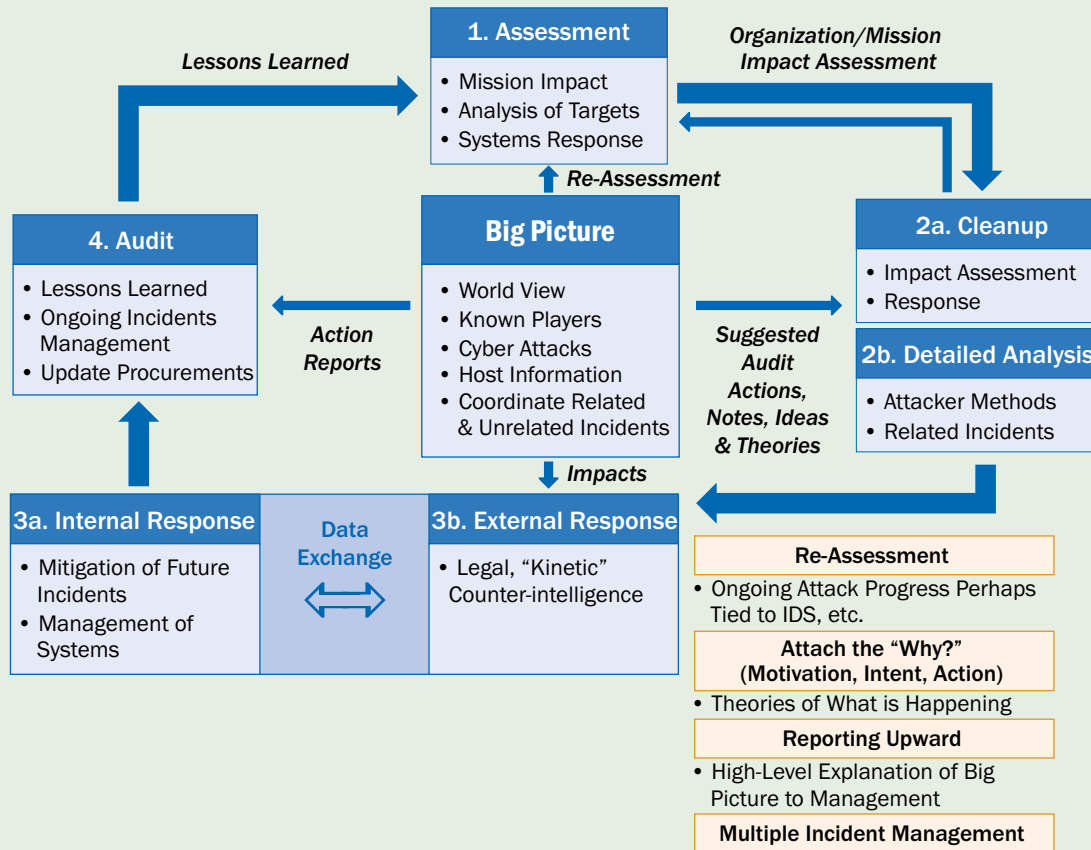 1. Assessment
• Mission Impact
• Analysis of Targets
• Systems Response
Lessons Learned
Organization/Mission
Impact Assessment
Re-Assessment
4. Audit
• Lessons Learned
• Ongoing Incidents
Management
• Update Procurements
Action
Reports
Big Picture
• World View
• Known Players
• Cyber Attacks
• Host Information
• Coordinate Related
& Unrelated Incidents
Suggested
Audit
Actions,
Notes, Ideas
& Theories
2a. Cleanup
• Impact Assessment
• Response
2b. Detailed Analysis
• Attacker Methods
• Related Incidents
Impacts
3a. Internal Response
• Mitigation of Future
Incidents
• Management of
Systems
Data
Exchange
3b. External Response
• Legal, “Kinetic”
Counter-intelligence
Re-Assessment
• Ongoing Attack Progress Perhaps
Tied to IDS, etc.
Attach the “Why?”
(Motivation, Intent, Action)
• Theories of What is Happening
Reporting Upward
• High-Level Explanation of Big
Picture to Management
Multiple Incident Management